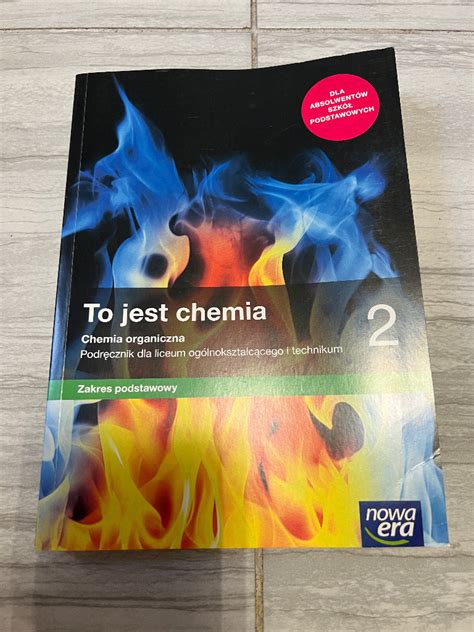 DLA
ABSOLWENTÓW
SZKÓŁ
PODSTAWOWYCH
To jest chemia
2
Chemia organiczna
Podręcznik dla liceum ogólnokształcącego i technikum
Zakres podstawowy
nowa
era